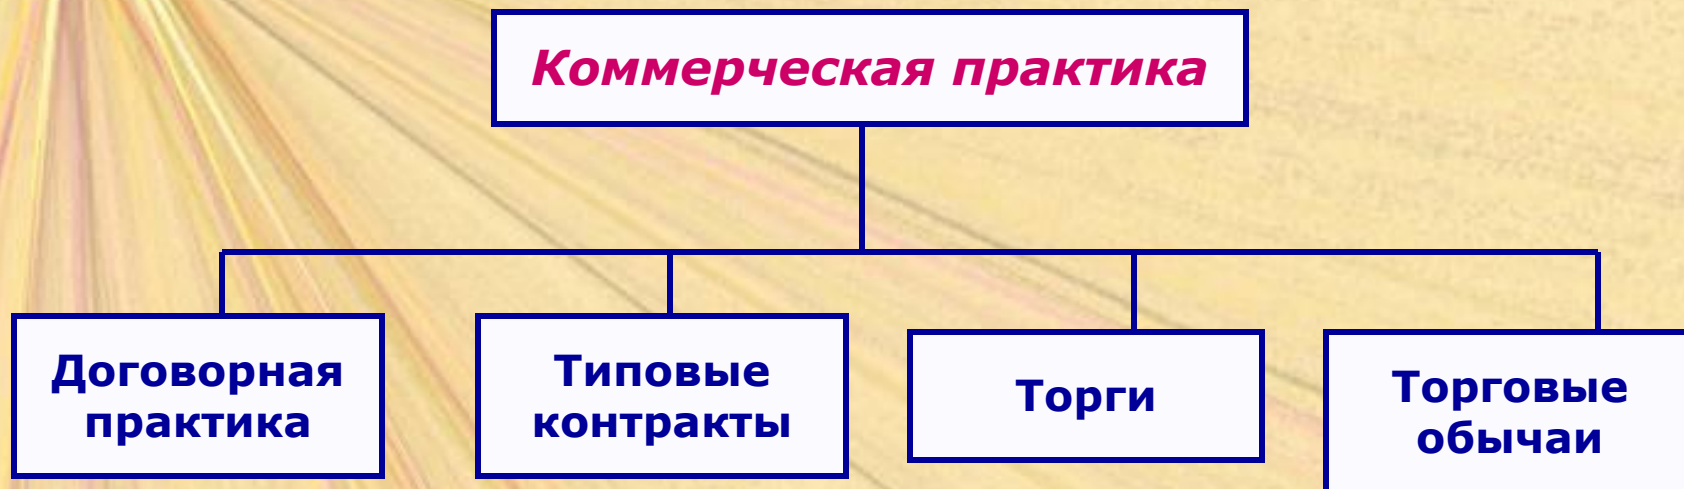 Коммерческая практика
Договорная
практика
Типовые
контракты
Торги
Торговые
обычаи